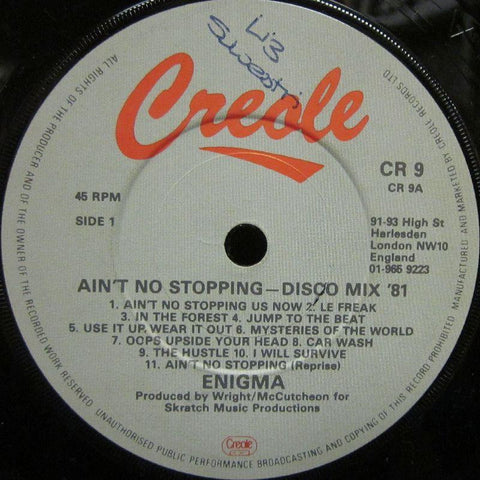 Liz
Creole
CR 9
CR 9A
45 RPM
SIDE 1
91-93 High St
Harlesden
London NW10
England
01-965 9223
AIN'T NO STOPPING—DISCO MIX '81
1. AIN'T NO STOPPING US NOW 2. LE FREAK
3. IN THE FOREST 4. JUMP TO THE BEAT
5. USE IT UP, WEAR IT OUT 6. MYSTERIES OF THE WORLD
7. OOPS UPSIDE YOUR HEAD 8. CAR WASH
9. THE HUSTLE 10. I WILL SURVIVE
11. AIN'T NO STOPPING (Reprise)
ENIGMA
Produced by Wright/McCutcheon for
Skratch Music Productions
Creole
ALL RIGHTS OF THE PRODUCER AND OF THE OWNER OF THE RECORDED WORK RESERVED. UNAUTHORISED PUBLIC PERFORMANCE BROADCASTING AND COPYING OF THIS RECORD PROHIBITED. MANUFACTURED AND MARKETED BY CREOLE RECORDS LTD